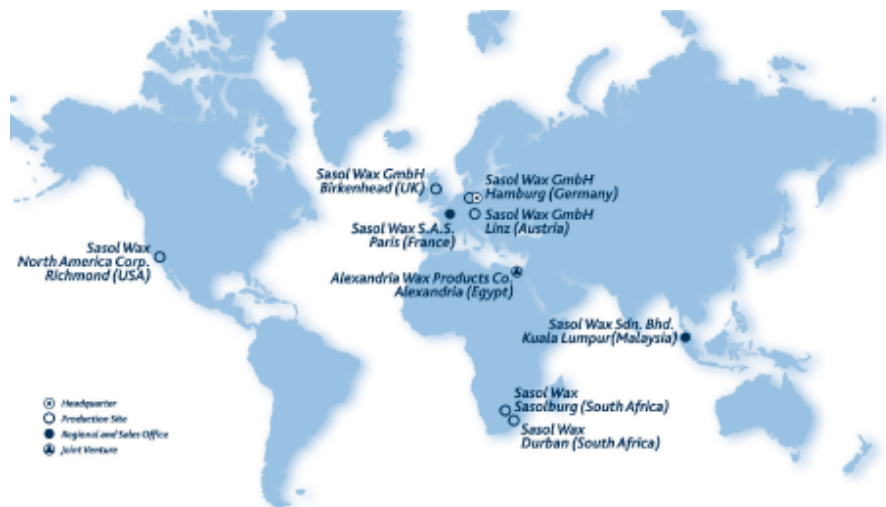 Sasol Wax GmbH
Birkenhead (UK)
Sasol Wax GmbH
Hamburg (Germany)
Sasol Wax GmbH
Linz (Austria)
Sasol Wax S.A.S.
Paris (France)
Sasol Wax
North America Corp.
Richmond (USA)
Alexandria Wax Products Co.
Alexandria (Egypt)
Sasol Wax Sdn. Bhd.
Kuala Lumpur(Malaysia)
Sasol Wax
Sasolburg (South Africa)
Sasol Wax
Durban (South Africa)
Headquarter
Production Site
Regional and Sales Office
Joint Venture